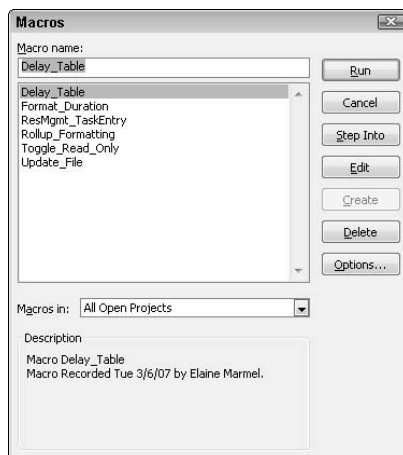 Macros
Macro name:
Delay_Table
Run
Delay_Table
Format_Duration
ResMgmt_TaskEntry
Rollup_Formatting
Toggle_Read_Only
Update_File
Cancel
Step Into
Edit
Create
Delete
Options...
Macros in: All Open Projects
Description
Macro Delay_Table
Macro Recorded Tue 3/6/07 by Elaine Marmel.